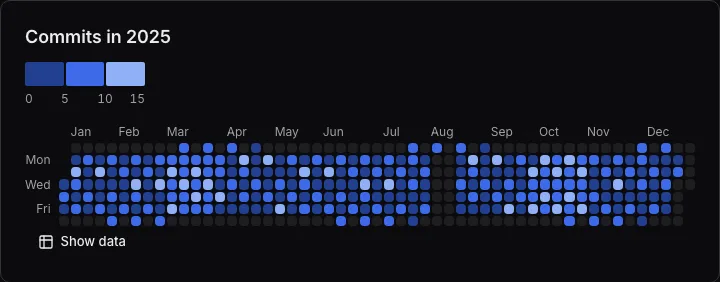 Commits in 2025
0 5 10 15
Jan Feb Mar Apr May Jun Jul Aug Sep Oct Nov Dec
Mon
Wed
Fri
Show data